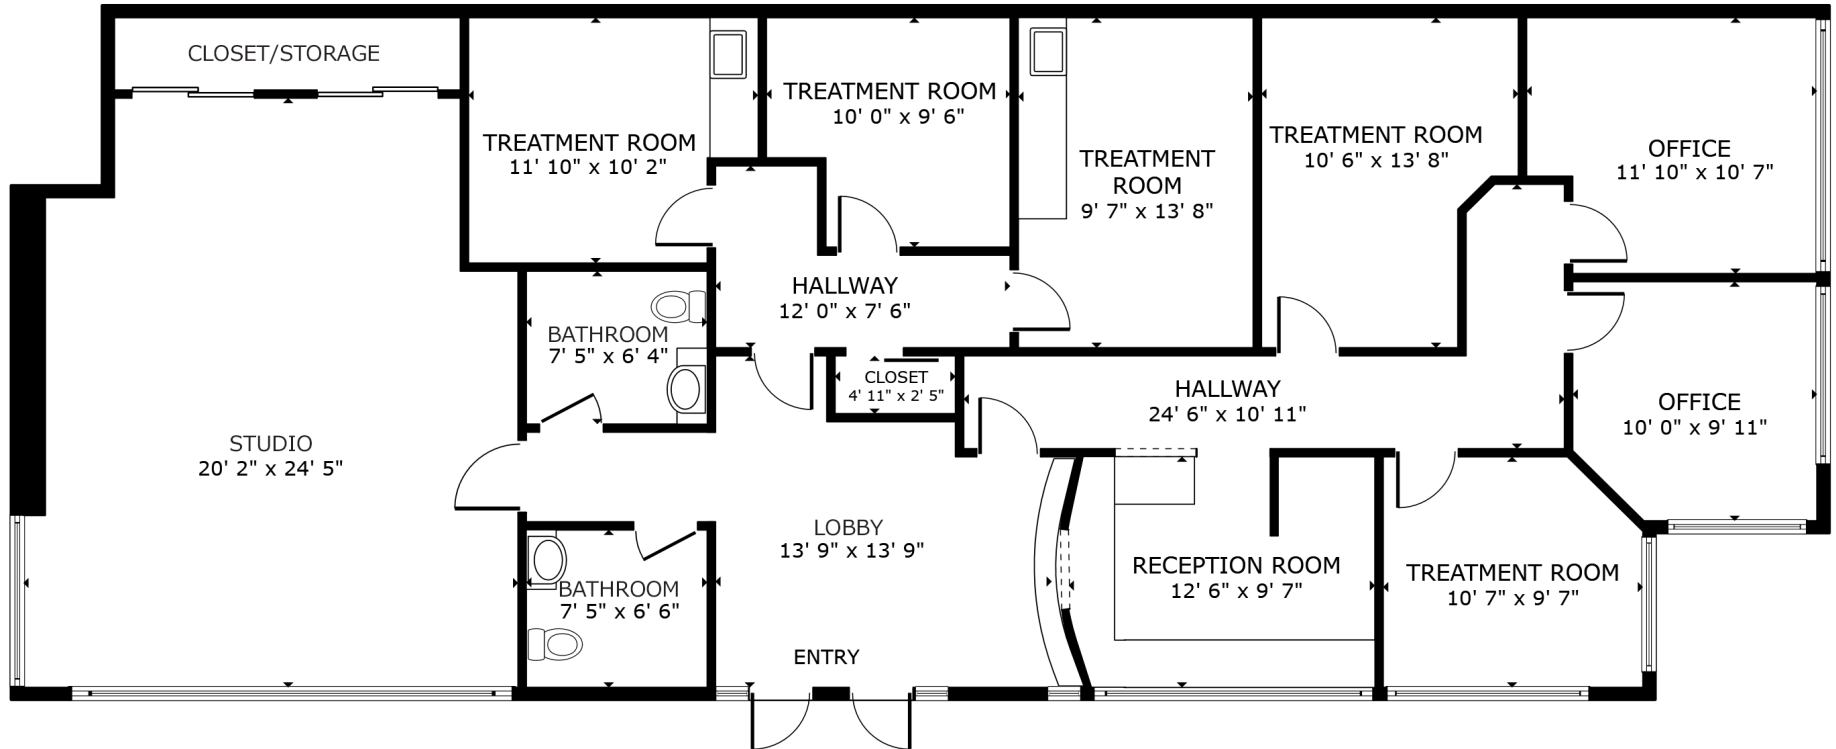 CLOSET/STORAGE
TREATMENT ROOM
11' 10" x 10' 2"
TREATMENT ROOM
10' 0" x 9' 6"
TREATMENT
ROOM
9' 7" x 13' 8"
TREATMENT ROOM
10' 6" x 13' 8"
OFFICE
11' 10" x 10' 7"
HALLWAY
12' 0" x 7' 6"
BATHROOM
7' 5" x 6' 4"
CLOSET
4' 11" x 2' 5"
HALLWAY
24' 6" x 10' 11"
OFFICE
10' 0" x 9' 11"
STUDIO
20' 2" x 24' 5"
LOBBY
13' 9" x 13' 9"
BATHROOM
7' 5" x 6' 6"
RECEPTION ROOM
12' 6" x 9' 7"
TREATMENT ROOM
10' 7" x 9' 7"
ENTRY